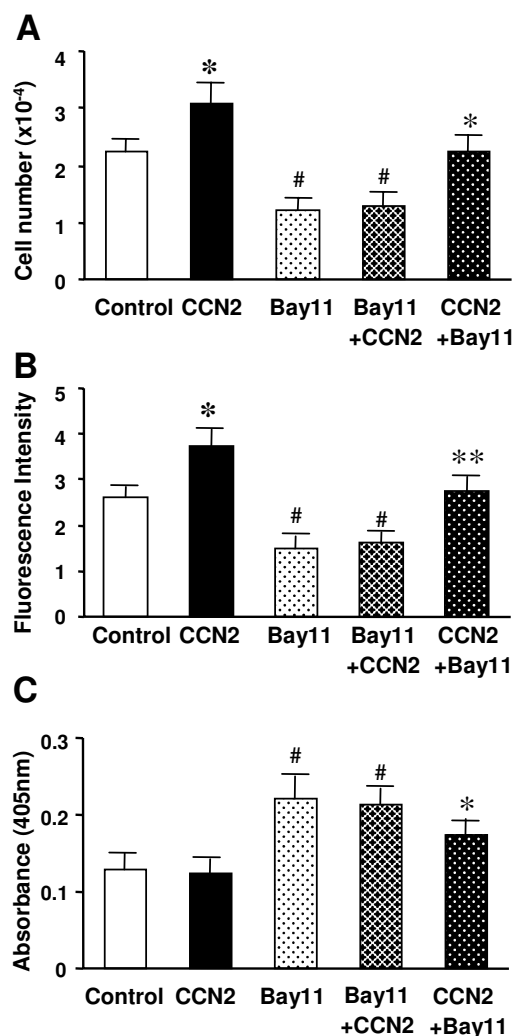 A
Cell number (x10-4)
4
3
2
1
0
*
#
#
*
Control CCN2 Bay11 Bay11 CCN2
+CCN2 +Bay11
B
Fluorescence Intensity
5
4
3
2
1
0
*
#
#
**
Control CCN2 Bay11 Bay11 CCN2
+CCN2 +Bay11
C
Absorbance (405nm)
0.3
0.2
0.1
0
#
#
*
Control CCN2 Bay11 Bay11 CCN2
+CCN2 +Bay11